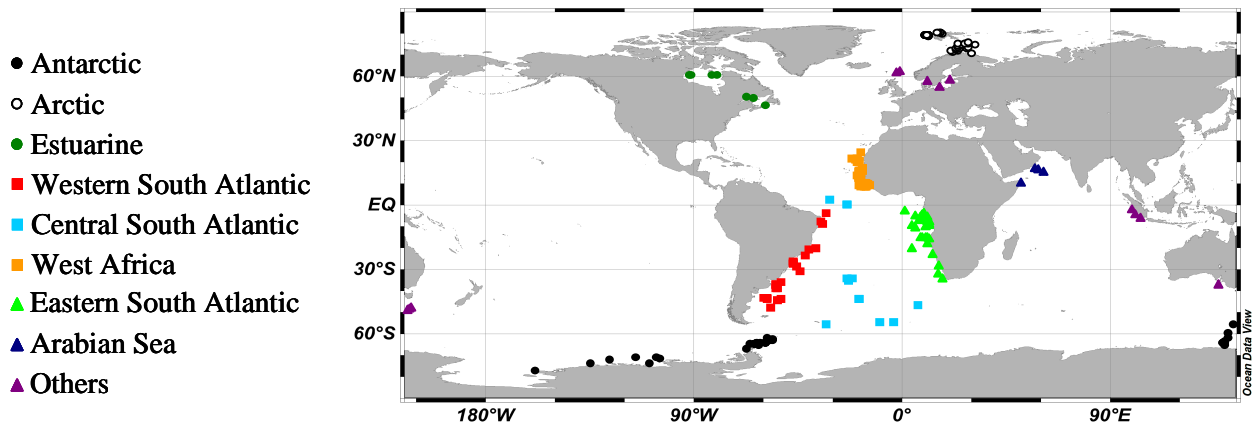 Antarctic
Arctic
Estuarine
Western South Atlantic
Central South Atlantic
West Africa
Eastern South Atlantic
Arabian Sea
Others
60°N
30°N
EQ
30°S
60°S
180°W
90°W
0°
90°E
Ocean Data View